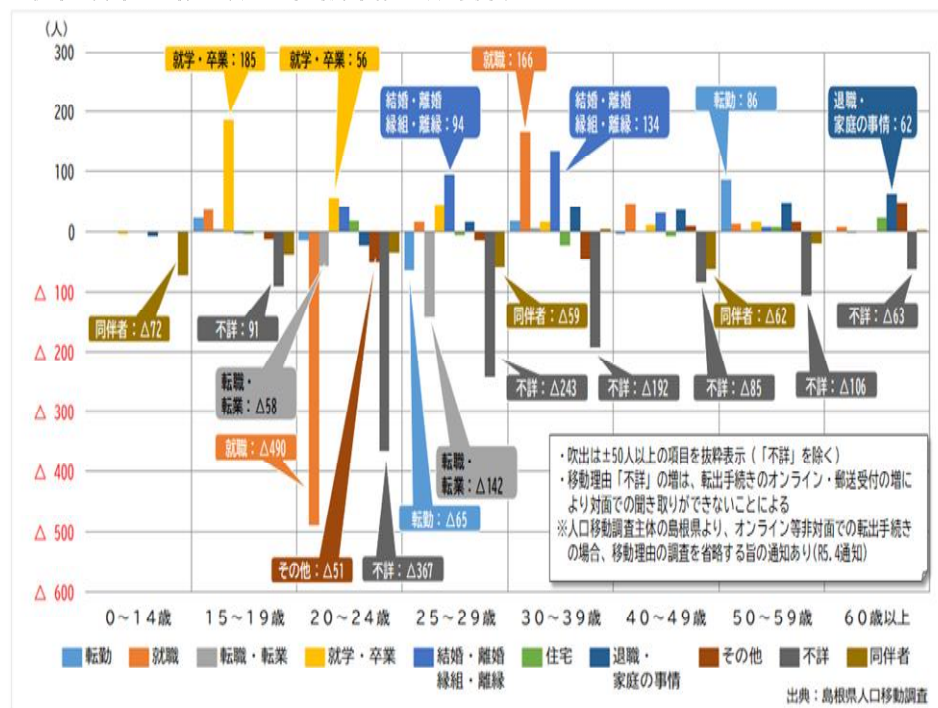 （人）
300
200
100
0
△ 100
△ 200
△ 300
△ 400
△ 500
△ 600
就学・卒業：185
就学・卒業：56
結婚・離婚
縁組・離縁：94
就職：166
結婚・離婚
縁組・離縁：134
転勤：86
退職・
家庭の事情：62
同伴者：△72
不詳：91
転職・
転業：△58
就職：△490
その他：△51
不詳：△367
転勤：△65
転職・
転業：△142
同伴者：△59
不詳：△243
不詳：△192
不詳：△85
同伴者：△62
不詳：△106
不詳：△63
・吹出は±50人以上の項目を抜粋表示（「不詳」を除く）
・移動理由「不詳」の増は、転出手続きのオンライン・郵送受付の増に
より対面での聞き取りができないことによる
※人口移動調査主体の島根県より、オンライン等非対面での転出手続き
の場合、移動理由の調査を省略する旨の通知あり(R5.4通知)
0～14歳 15～19歳 20～24歳 25～29歳 30～39歳 40～49歳 50～59歳 60歳以上
転勤 就職 転職・転業 就学・卒業 結婚・離婚 住宅 退職・ その他 不詳 同伴者
縁組・離縁 家庭の事情
出典：島根県人口移動調査